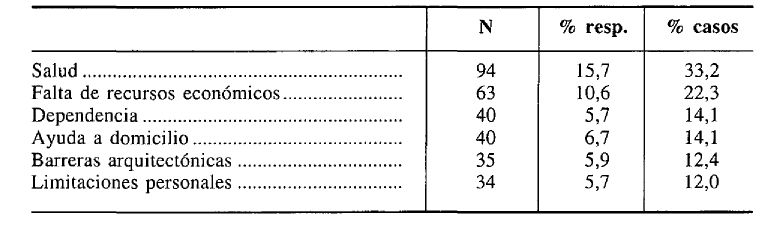 N % resp. % casos
Salud ........................................................... 94 15,7 33,2
Falta de recursos económicos ...................... 63 10,6 22,3
Dependencia ................................................ 40 5,7 14,1
Ayuda a domicilio ....................................... 40 6,7 14,1
Barreras arquitectónicas .............................. 35 5,9 12,4
Limitaciones personales .............................. 34 5,7 12,0